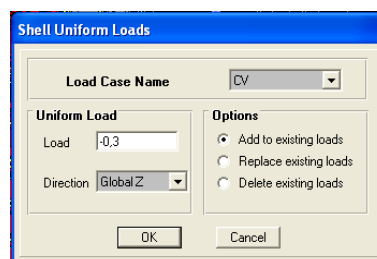 Shell Uniform Loads
Load Case Name CV
Uniform Load
Load -0,3
Direction Global Z
Options
Add to existing loads
Replace existing loads
Delete existing loads
OK Cancel